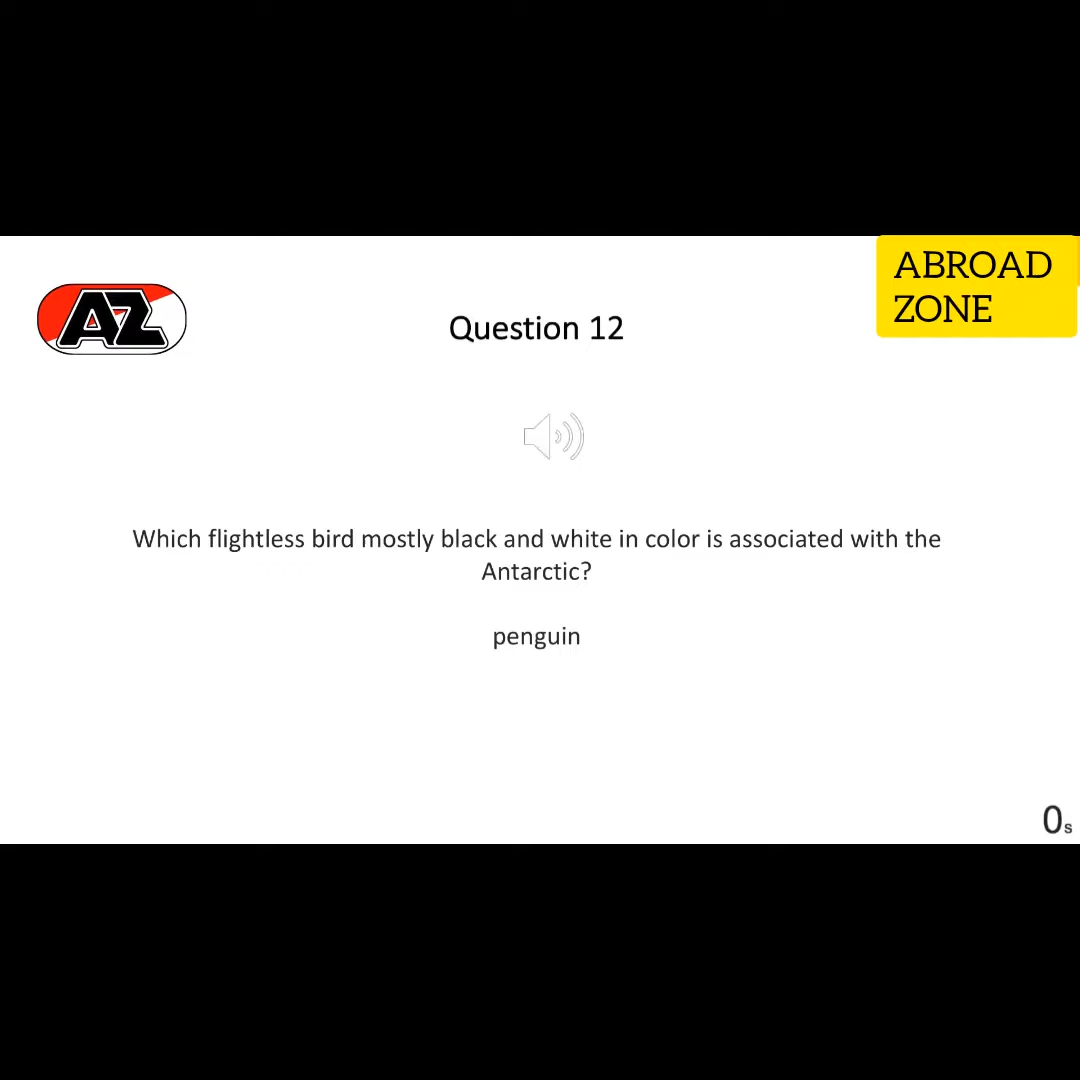 AZ
ABROAD
ZONE
Question 12
Which flightless bird mostly black and white in color is associated with the
Antarctic?
penguin
0s